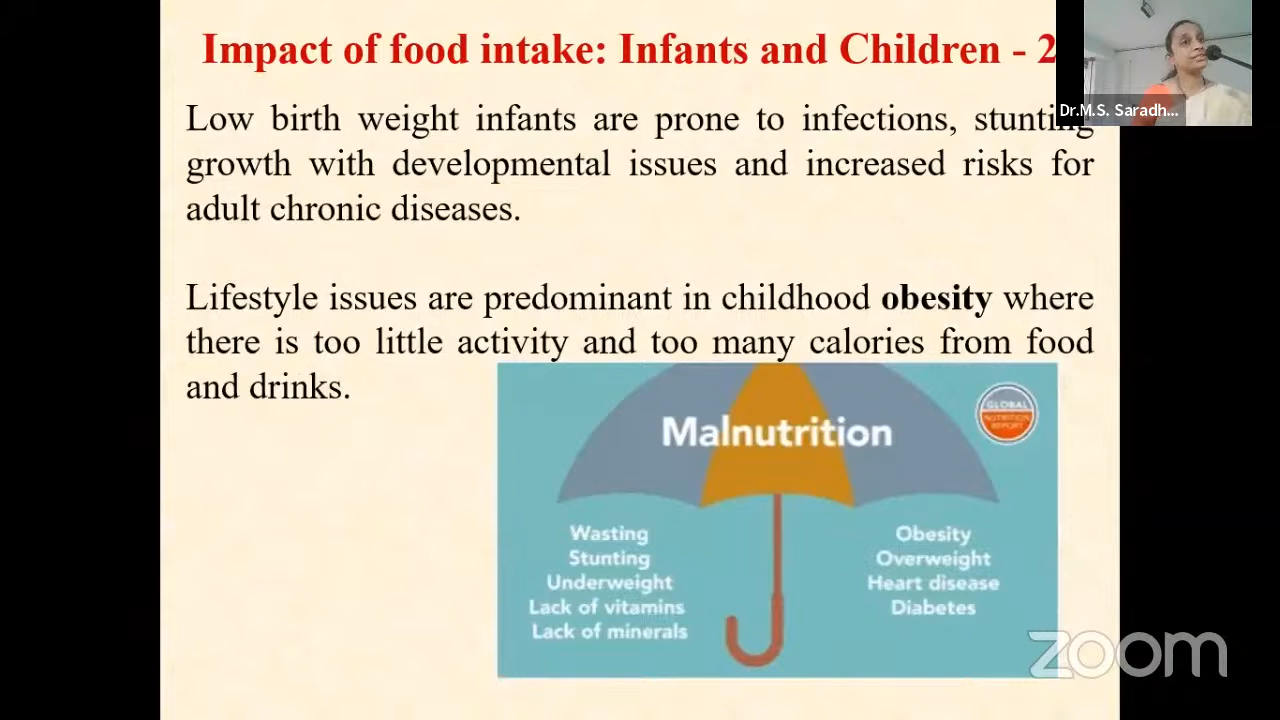 Impact of food intake: Infants and Children - 2
Dr.M.S. Saradh...
Low birth weight infants are prone to infections, stunting
growth with developmental issues and increased risks for
adult chronic diseases.
Lifestyle issues are predominant in childhood obesity where
there is too little activity and too many calories from food
and drinks.
Malnutrition
GLOBAL
NUTRITION
REPORT
Wasting
Stunting
Underweight
Lack of vitamins
Lack of minerals
Obesity
Overweight
Heart disease
Diabetes
zoom